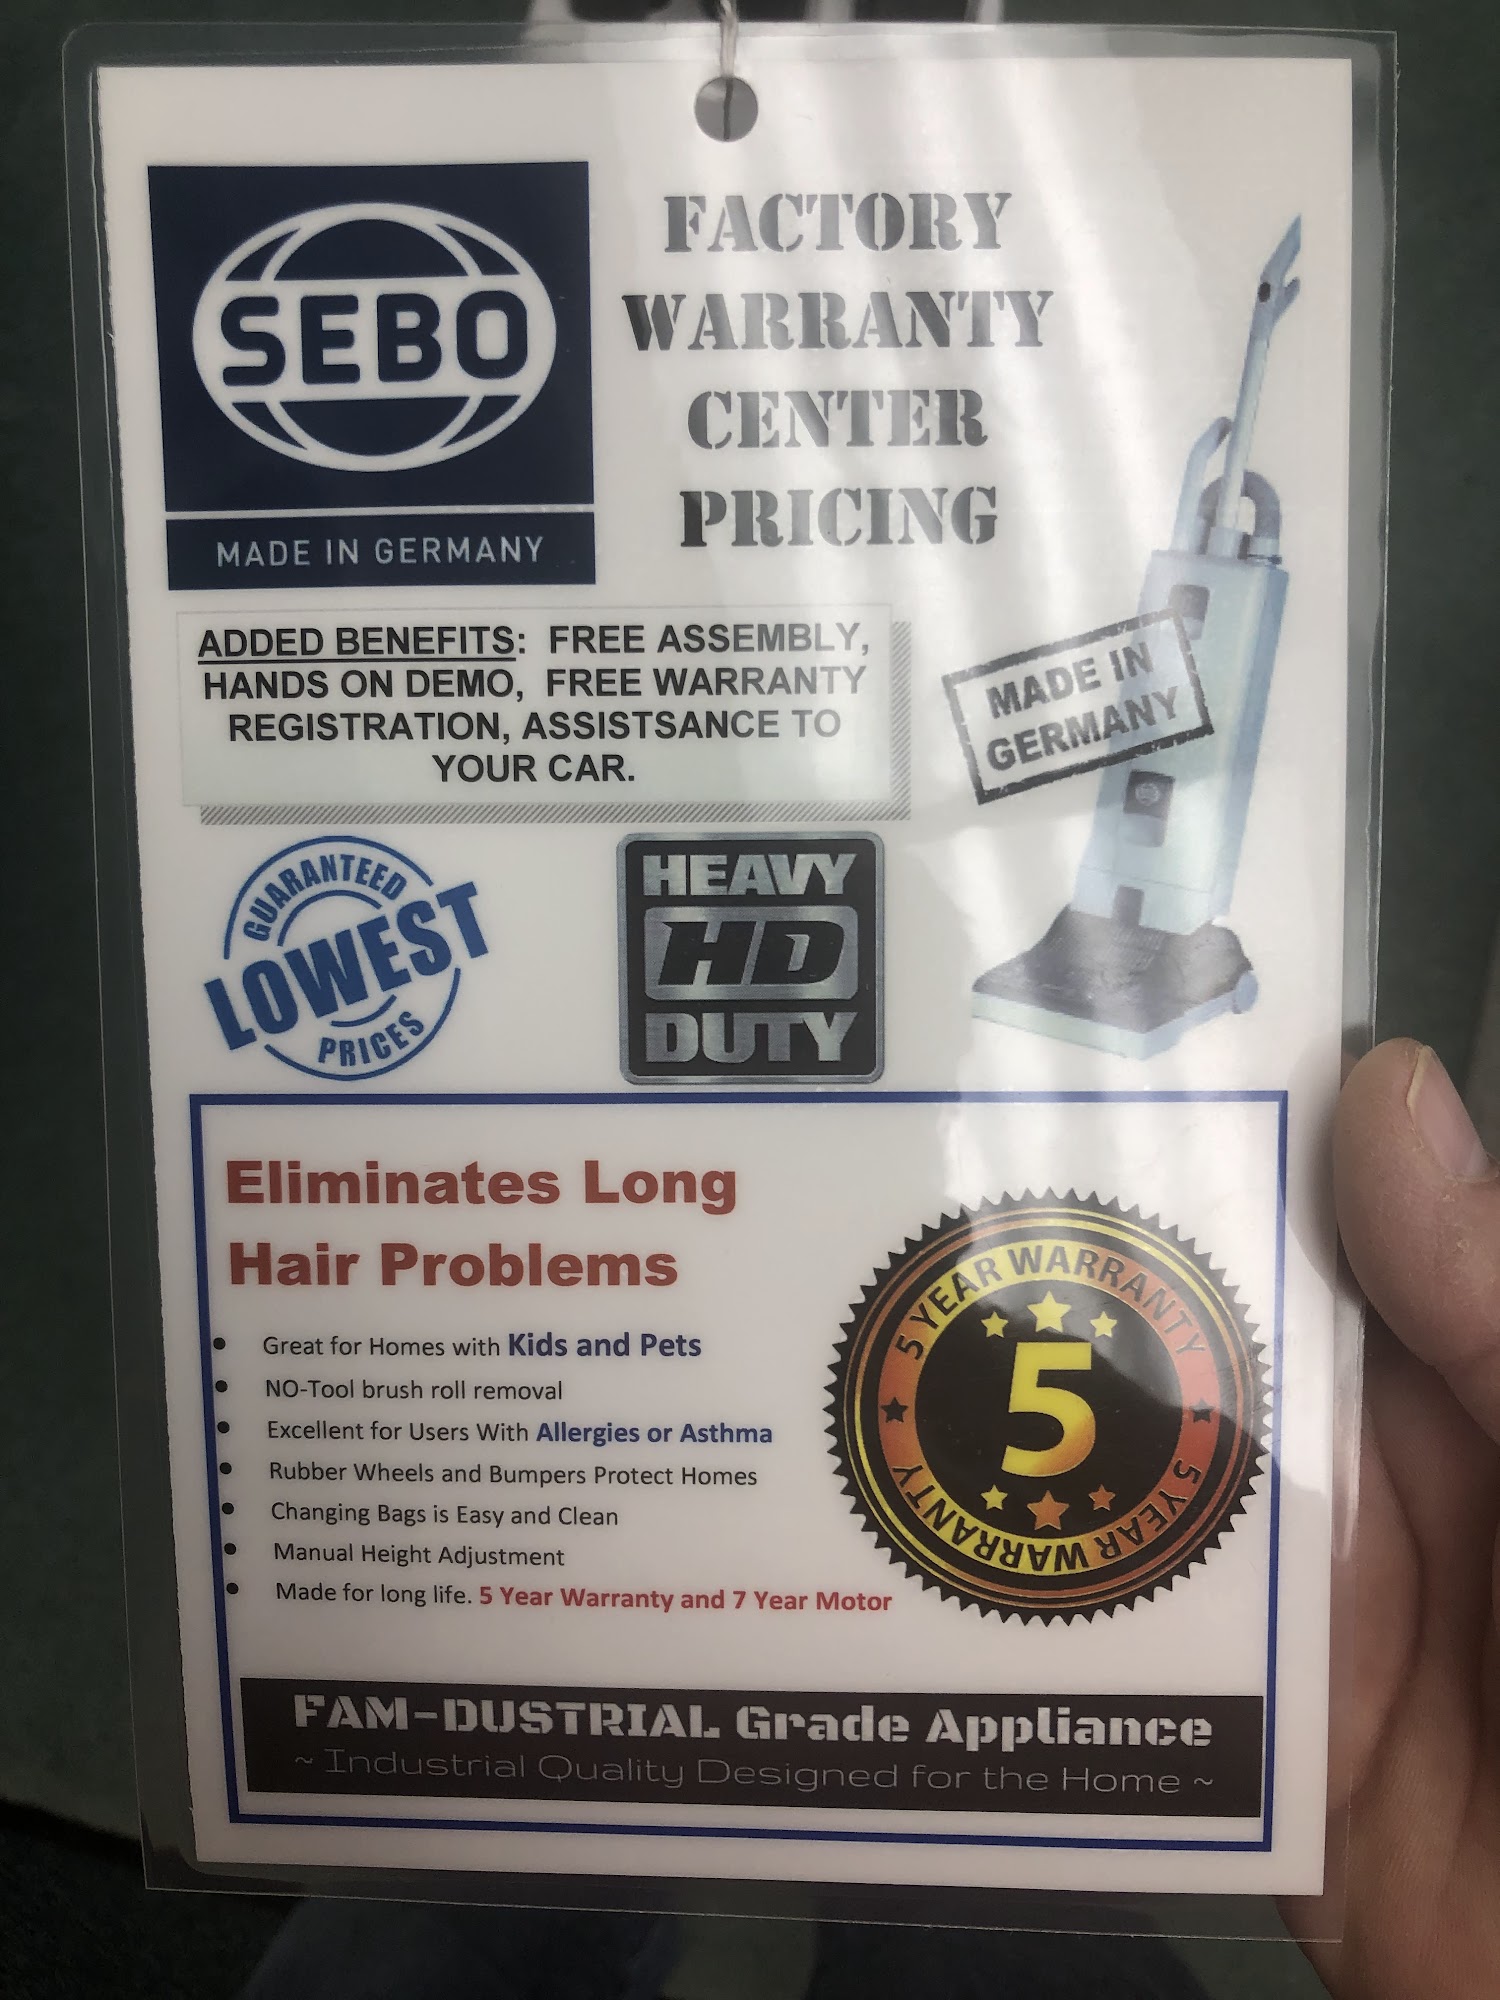 SEBO
MADE IN GERMANY
FACTORY
WARRANTY
CENTER
PRICING
ADDED BENEFITS: FREE ASSEMBLY,
HANDS ON DEMO, FREE WARRANTY
REGISTRATION, ASSISTSANCE TO
YOUR CAR.
MADE IN
GERMANY
GUARANTEED
LOWEST
PRICES
HEAVY
HD
DUTY
Eliminates Long
Hair Problems
• Great for Homes with Kids and Pets
• NO-Tool brush roll removal
• Excellent for Users With Allergies or Asthma
• Rubber Wheels and Bumpers Protect Homes
• Changing Bags is Easy and Clean
• Manual Height Adjustment
• Made for long life. 5 Year Warranty and 7 Year Motor
5 YEAR WARRANTY
5
5 YEAR WARRANTY
FAM-DUSTRIAL Grade Appliance
~ Industrial Quality Designed for the Home ~